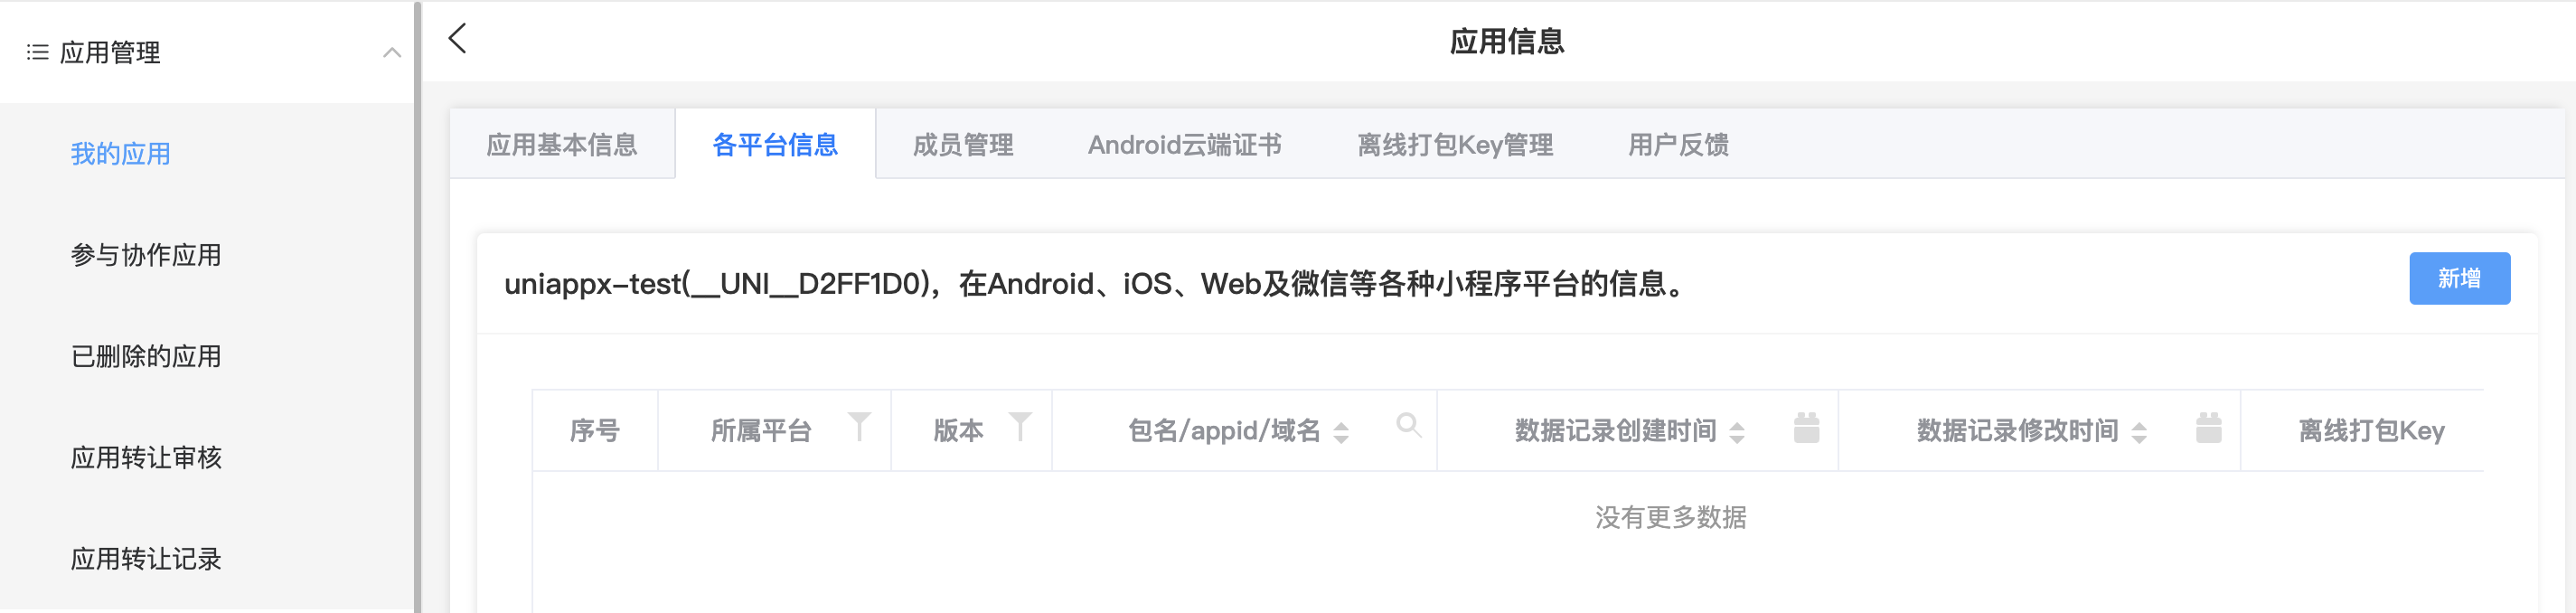 应用管理
我的应用
参与协作应用
已删除的应用
应用转让审核
应用转让记录
应用信息
应用基本信息 各平台信息 成员管理 Android云端证书 离线打包Key管理 用户反馈
uniappx-test(__UNI__D2FF1D0)，在Android、iOS、Web及微信等各种小程序平台的信息。 新增
序号 所属平台 版本 包名/appid/域名 数据记录创建时间 数据记录修改时间 离线打包Key
没有更多数据